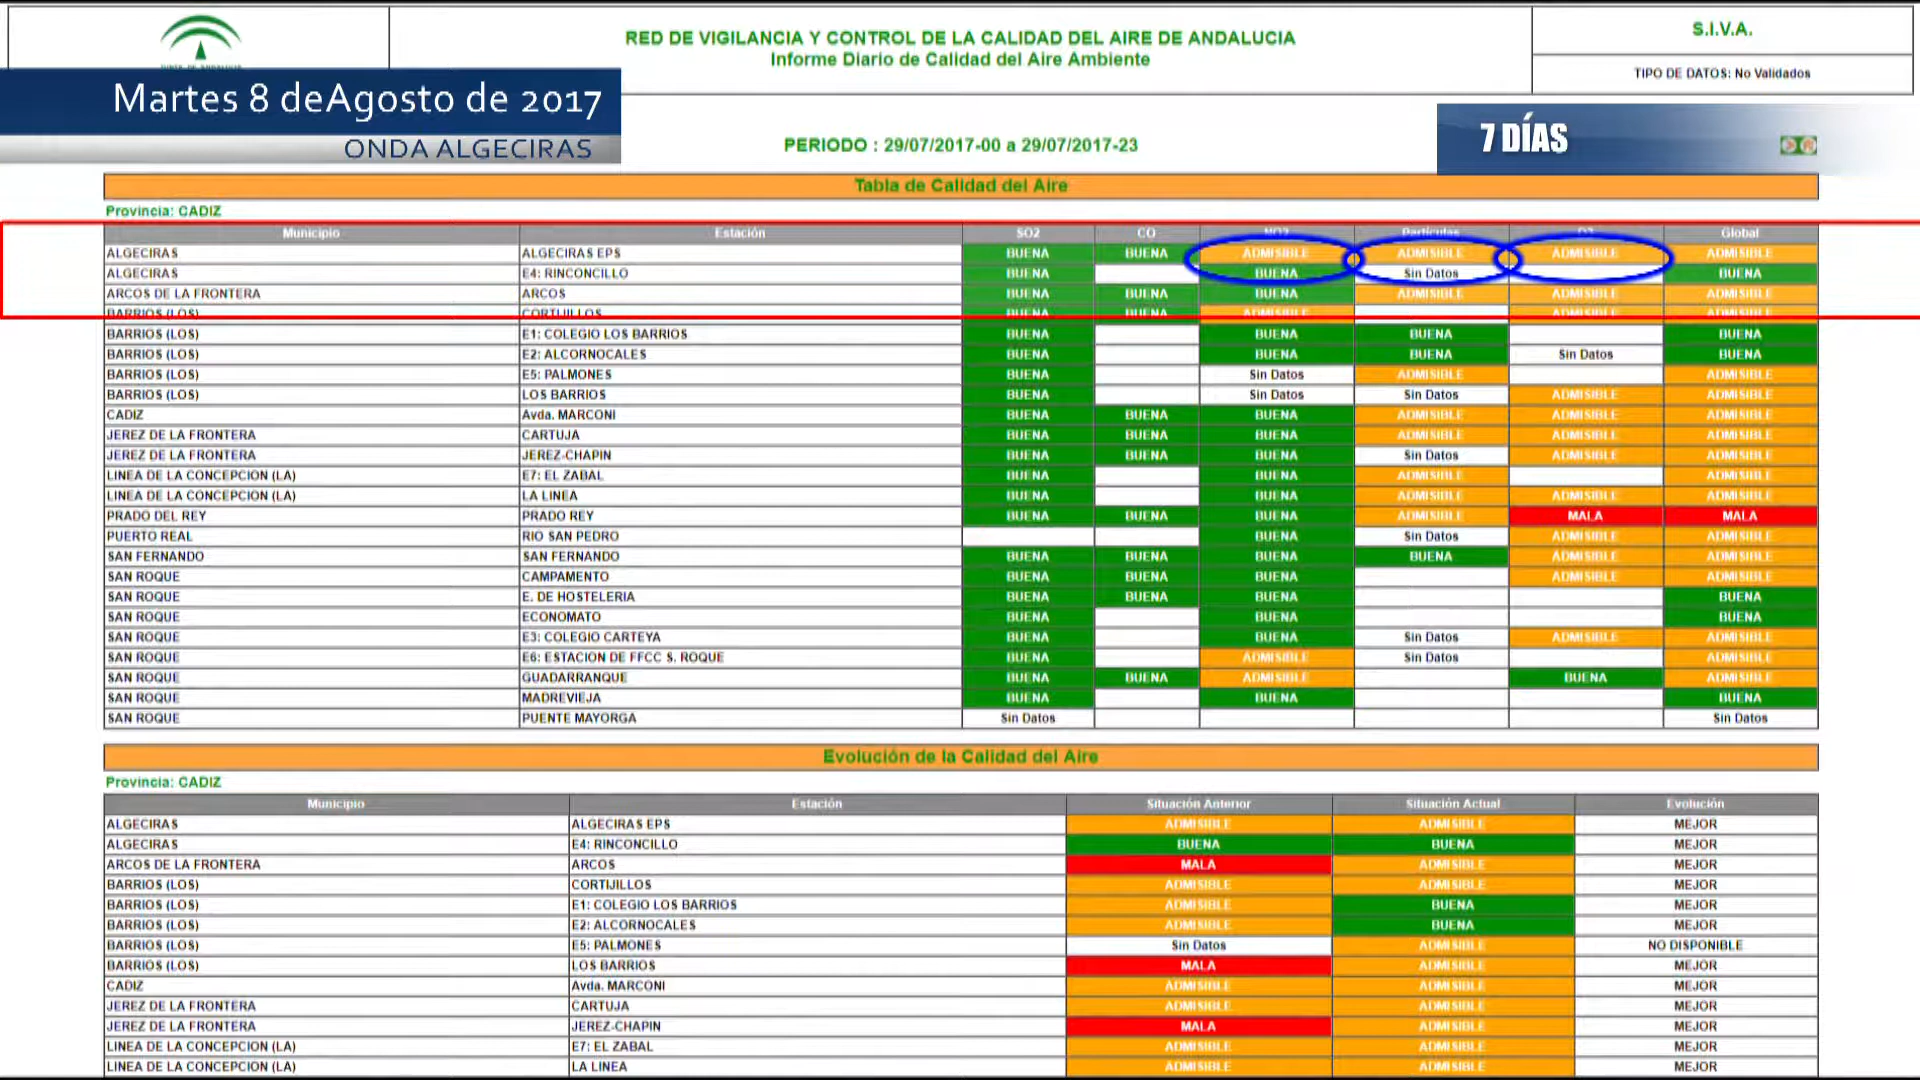 RED DE VIGILANCIA Y CONTROL DE LA CALIDAD DEL AIRE DE ANDALUCIA
Informe Diario de Calidad del Aire Ambiente
S.I.V.A.
TIPO DE DATOS: No Validados
Martes 8 deAgosto de 2017
ONDA ALGECIRAS
PERIODO : 29/07/2017-00 a 29/07/2017-23
7 DÍAS
Tabla de Calidad del Aire
Provincia: CADIZ
Municipio Estación SO2 CO NO2 Partículas O3 Global
ALGECIRAS ALGECIRAS EPS BUENA BUENA ADMISIBLE ADMISIBLE ADMISIBLE ADMISIBLE
ALGECIRAS E4: RINCONCILLO BUENA BUENA Sin Datos BUENA
ARCOS DE LA FRONTERA ARCOS BUENA BUENA BUENA ADMISIBLE ADMISIBLE ADMISIBLE
BARRIOS (LOS) CORTIJILLOS BUENA BUENA ADMISIBLE ADMISIBLE ADMISIBLE
BARRIOS (LOS) E1: COLEGIO LOS BARRIOS BUENA BUENA BUENA BUENA
BARRIOS (LOS) E2: ALCORNOCALES BUENA BUENA BUENA Sin Datos BUENA
BARRIOS (LOS) E5: PALMONES BUENA Sin Datos ADMISIBLE ADMISIBLE
BARRIOS (LOS) LOS BARRIOS BUENA Sin Datos Sin Datos ADMISIBLE ADMISIBLE
CADIZ Avda. MARCONI BUENA BUENA BUENA ADMISIBLE ADMISIBLE ADMISIBLE
JEREZ DE LA FRONTERA CARTUJA BUENA BUENA BUENA ADMISIBLE ADMISIBLE ADMISIBLE
JEREZ DE LA FRONTERA JEREZ-CHAPIN BUENA BUENA BUENA Sin Datos ADMISIBLE ADMISIBLE
LINEA DE LA CONCEPCION (LA) E7: EL ZABAL BUENA BUENA ADMISIBLE ADMISIBLE
LINEA DE LA CONCEPCION (LA) LA LINEA BUENA BUENA ADMISIBLE ADMISIBLE ADMISIBLE
PRADO DEL REY PRADO REY BUENA BUENA BUENA ADMISIBLE MALA MALA
PUERTO REAL RIO SAN PEDRO BUENA Sin Datos ADMISIBLE ADMISIBLE
SAN FERNANDO SAN FERNANDO BUENA BUENA BUENA BUENA ADMISIBLE ADMISIBLE
SAN ROQUE CAMPAMENTO BUENA BUENA BUENA ADMISIBLE ADMISIBLE
SAN ROQUE E. DE HOSTELERIA BUENA BUENA BUENA BUENA
SAN ROQUE ECONOMATO BUENA BUENA BUENA
SAN ROQUE E3: COLEGIO CARTEYA BUENA BUENA Sin Datos ADMISIBLE ADMISIBLE
SAN ROQUE E6: ESTACION DE FFCC S. ROQUE BUENA ADMISIBLE Sin Datos ADMISIBLE
SAN ROQUE GUADARRANQUE BUENA BUENA ADMISIBLE BUENA ADMISIBLE
SAN ROQUE MADREVIEJA BUENA BUENA BUENA
SAN ROQUE PUENTE MAYORGA Sin Datos Sin Datos
Evolución de la Calidad del Aire
Provincia: CADIZ
Municipio Estación Situación Anterior Situación Actual Evolución
ALGECIRAS ALGECIRAS EPS ADMISIBLE ADMISIBLE MEJOR
ALGECIRAS E4: RINCONCILLO BUENA BUENA MEJOR
ARCOS DE LA FRONTERA ARCOS MALA ADMISIBLE MEJOR
BARRIOS (LOS) CORTIJILLOS ADMISIBLE ADMISIBLE MEJOR
BARRIOS (LOS) E1: COLEGIO LOS BARRIOS ADMISIBLE BUENA MEJOR
BARRIOS (LOS) E2: ALCORNOCALES ADMISIBLE BUENA MEJOR
BARRIOS (LOS) E5: PALMONES Sin Datos ADMISIBLE NO DISPONIBLE
BARRIOS (LOS) LOS BARRIOS MALA ADMISIBLE MEJOR
CADIZ Avda. MARCONI ADMISIBLE ADMISIBLE MEJOR
JEREZ DE LA FRONTERA CARTUJA ADMISIBLE ADMISIBLE MEJOR
JEREZ DE LA FRONTERA JEREZ-CHAPIN MALA ADMISIBLE MEJOR
LINEA DE LA CONCEPCION (LA) E7: EL ZABAL ADMISIBLE ADMISIBLE MEJOR
LINEA DE LA CONCEPCION (LA) LA LINEA ADMISIBLE ADMISIBLE MEJOR